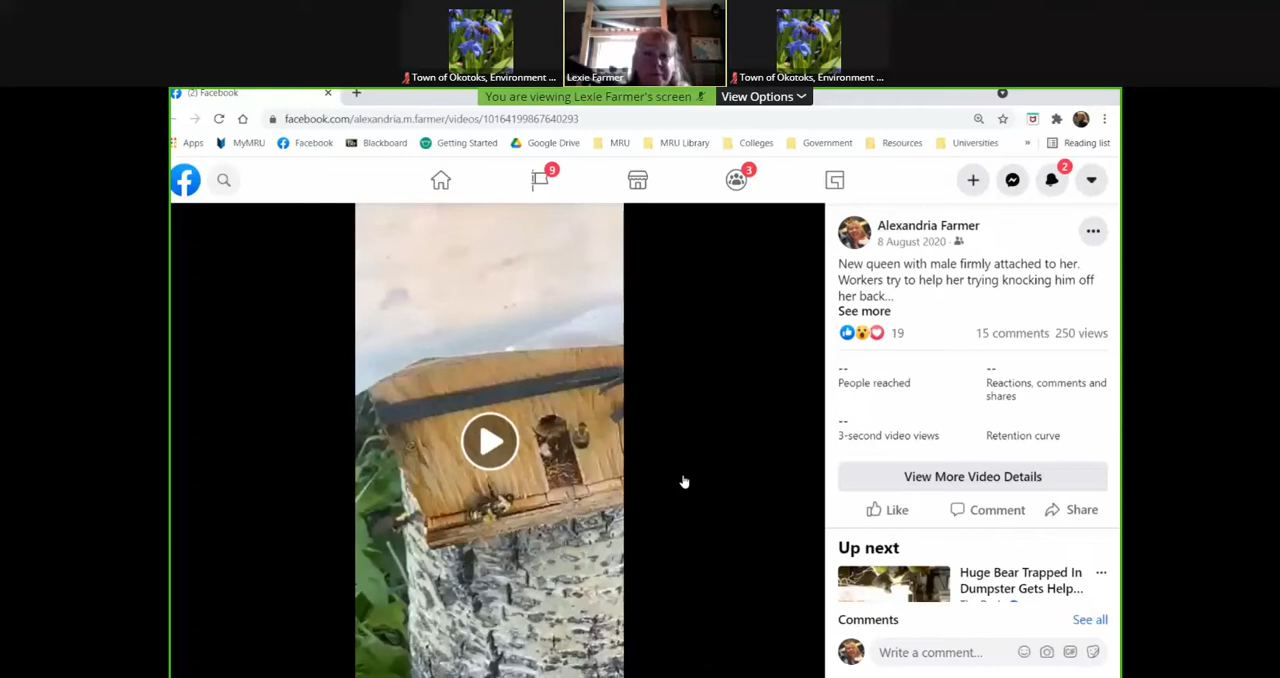 Town of Okotoks, Environment ...
Lexie Farmer
Town of Okotoks, Environment ...
(2) Facebook
You are viewing Lexie Farmer's screen
View Options
facebook.com/alexandria.m.farmer/videos/10164199867640293
Apps MyMRU Facebook Blackboard Getting Started Google Drive MRU MRU Library Colleges Government Resources Universities » Reading list
9
3
2
Alexandria Farmer
8 August 2020 ·
New queen with male firmly attached to her.
Workers try to help her trying knocking him off
her back...
See more
19 15 comments 250 views
-- --
People reached Reactions, comments and
shares
--
3-second video views Retention curve
View More Video Details
Like Comment Share
Up next
Huge Bear Trapped In
Dumpster Gets Help...
Comments See all
Write a comment...
GIF